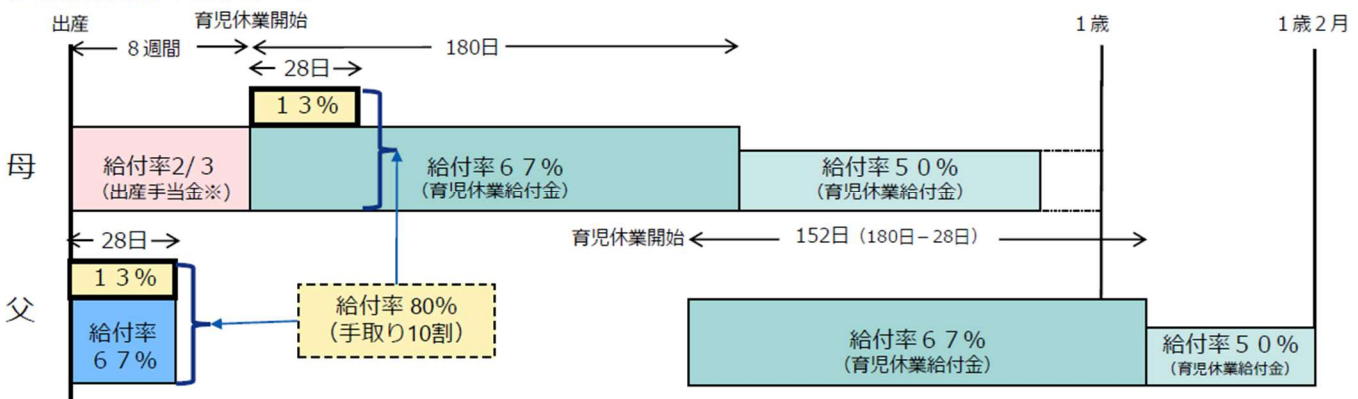 出産
育児休業開始
1歳
1歳2月
8週間
180日
28日
13%
母
給付率2/3
(出産手当金※)
給付率67%
(育児休業給付金)
給付率50%
(育児休業給付金)
28日
育児休業開始
152日(180日-28日)
13%
父
給付率
67%
給付率 80%
(手取り10割)
給付率67%
(育児休業給付金)
給付率50%
(育児休業給付金)